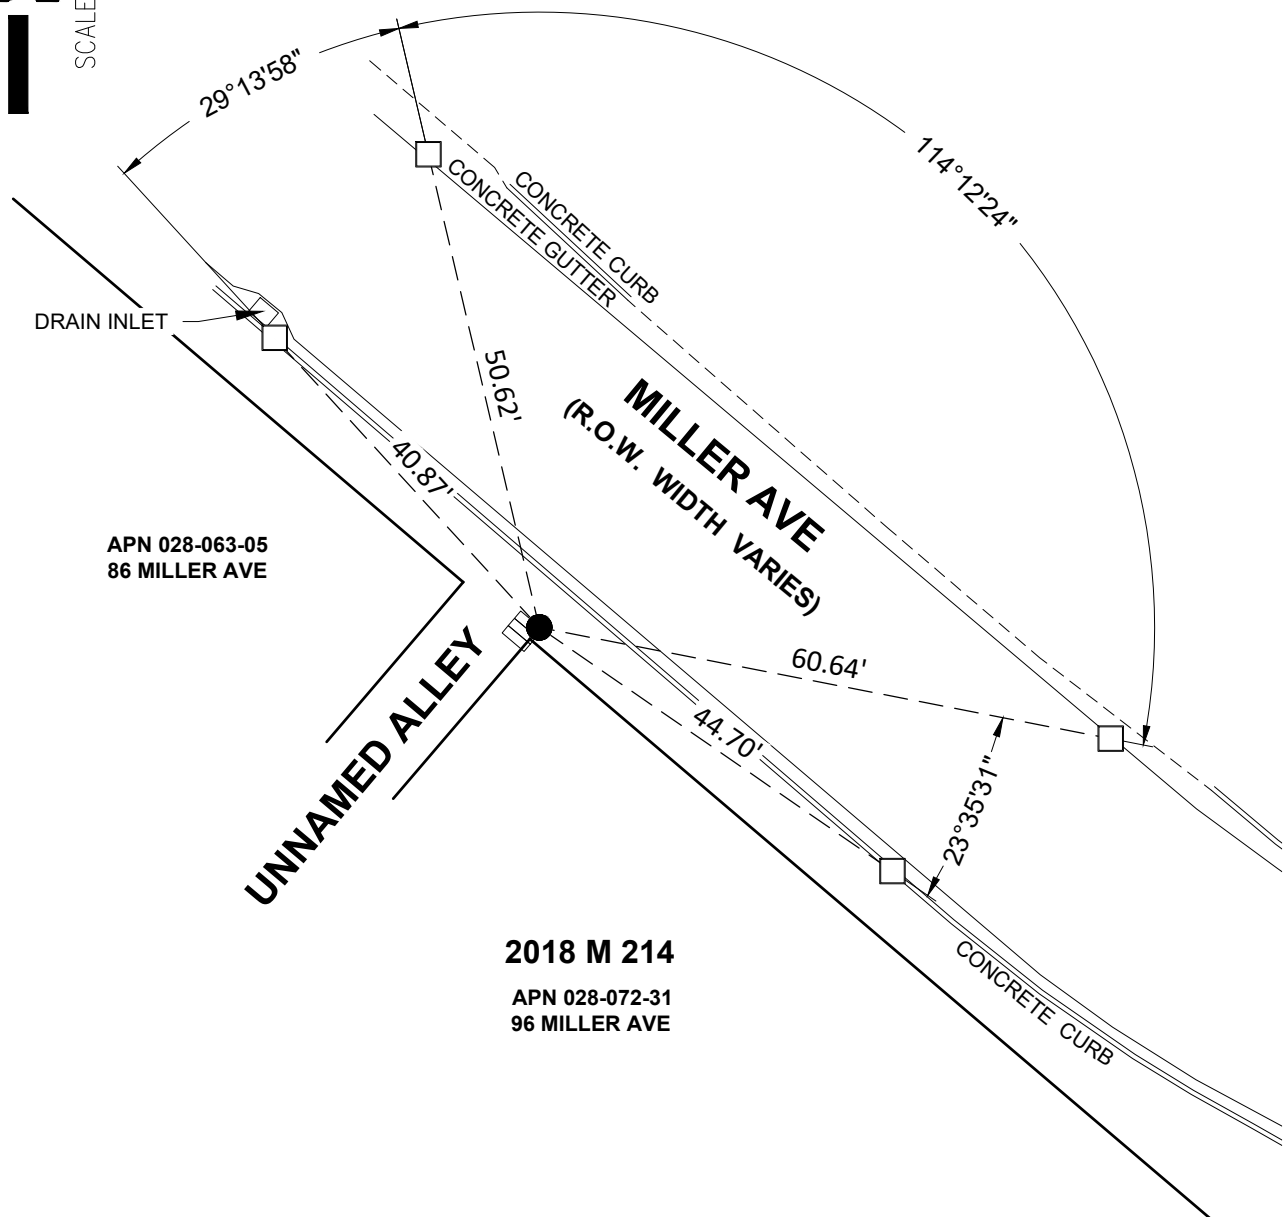 SCALE
29°13'58"
114°12'24"
CONCRETE CURB
CONCRETE GUTTER
DRAIN INLET
50.62'
MILLER AVE
(R.O.W. WIDTH VARIES)
40.87'
APN 028-063-05
86 MILLER AVE
UNNAMED ALLEY
60.64'
44.70'
23°35'31"
2018 M 214
APN 028-072-31
96 MILLER AVE
CONCRETE CURB